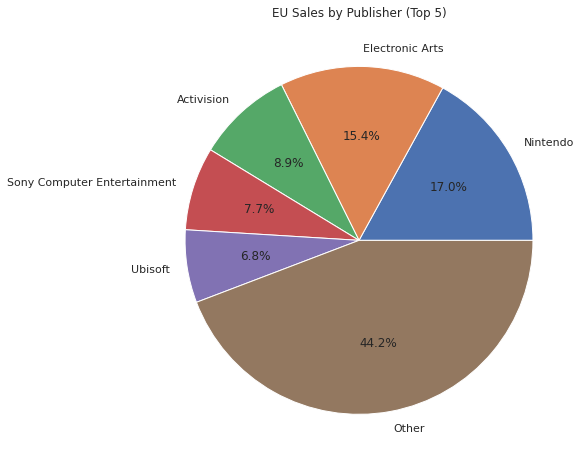 EU Sales by Publisher (Top 5)
Electronic Arts
Activision
15.4%
Nintendo
8.9%
17.0%
Sony Computer Entertainment
7.7%
6.8%
Ubisoft
44.2%
Other